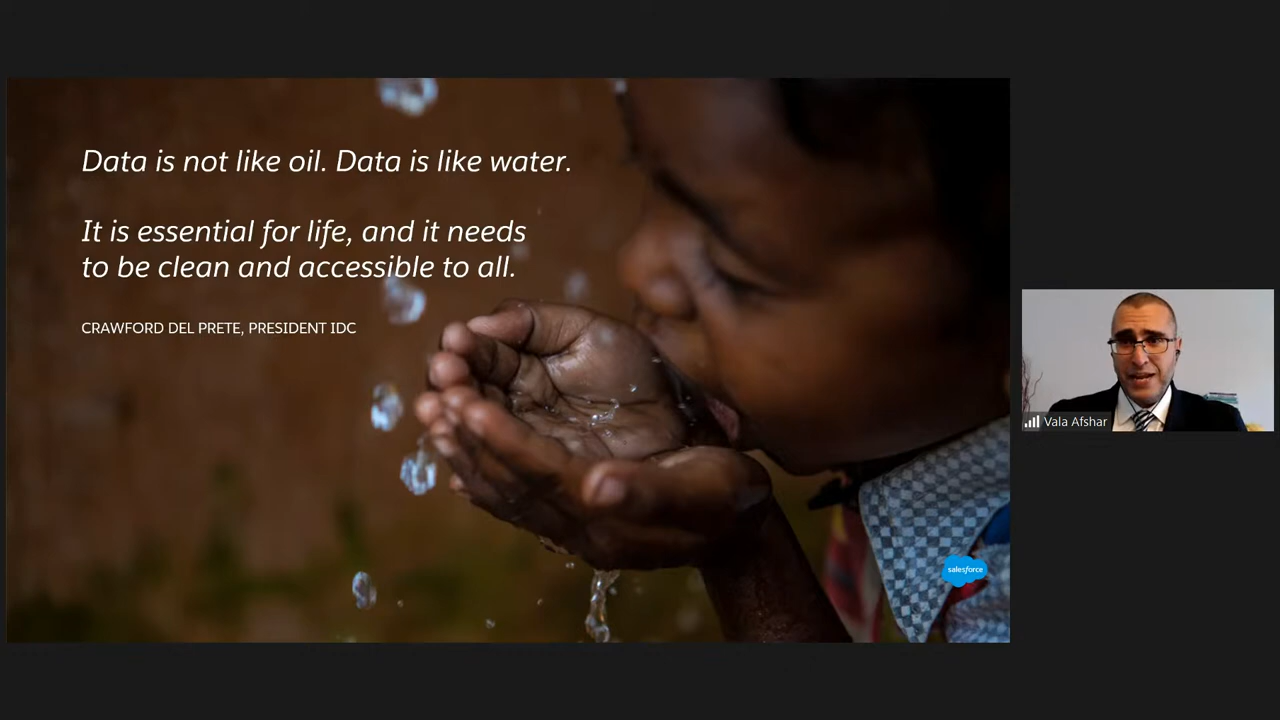 Data is not like oil. Data is like water.
It is essential for life, and it needs
to be clean and accessible to all.
CRAWFORD DEL PRETE, PRESIDENT IDC
salesforce
Vala Afshar